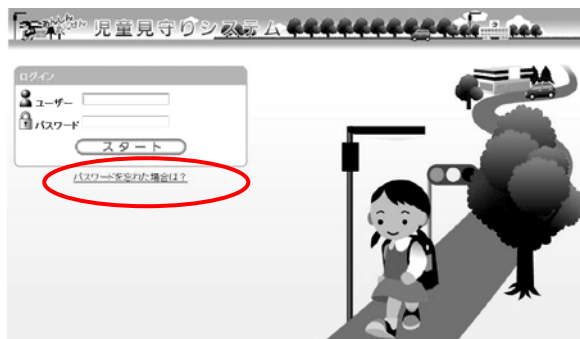 児童見守りシステム
ログイン
ユーザー
パスワード
スタート
パスワードを忘れた場合は?